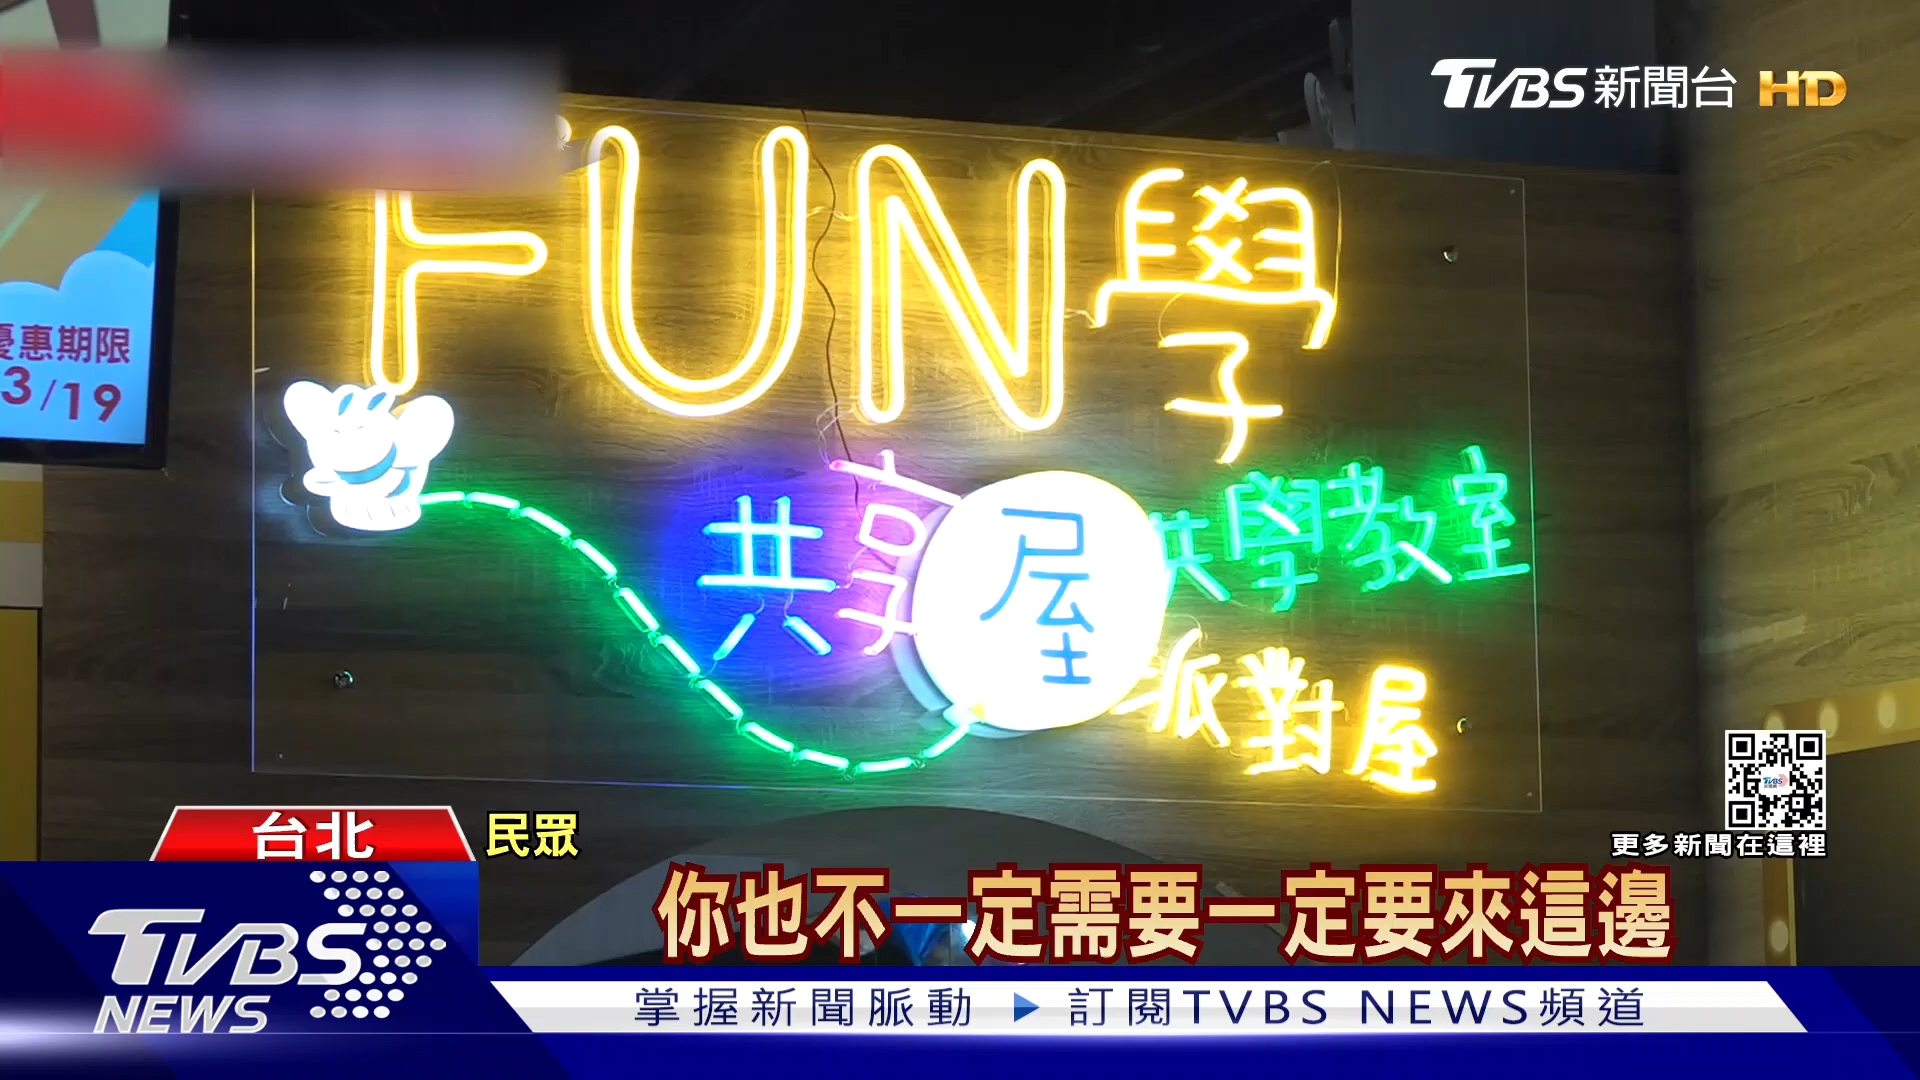 TVBS新聞台 HD
FUN學
優惠期限
3/19
共享屋
共學教室
派對屋
更多新聞在這裡
台北
民眾
你也不一定需要一定要來這邊
TVBS
NEWS
掌握新聞脈動 ▶ 訂閱TVBS NEWS頻道